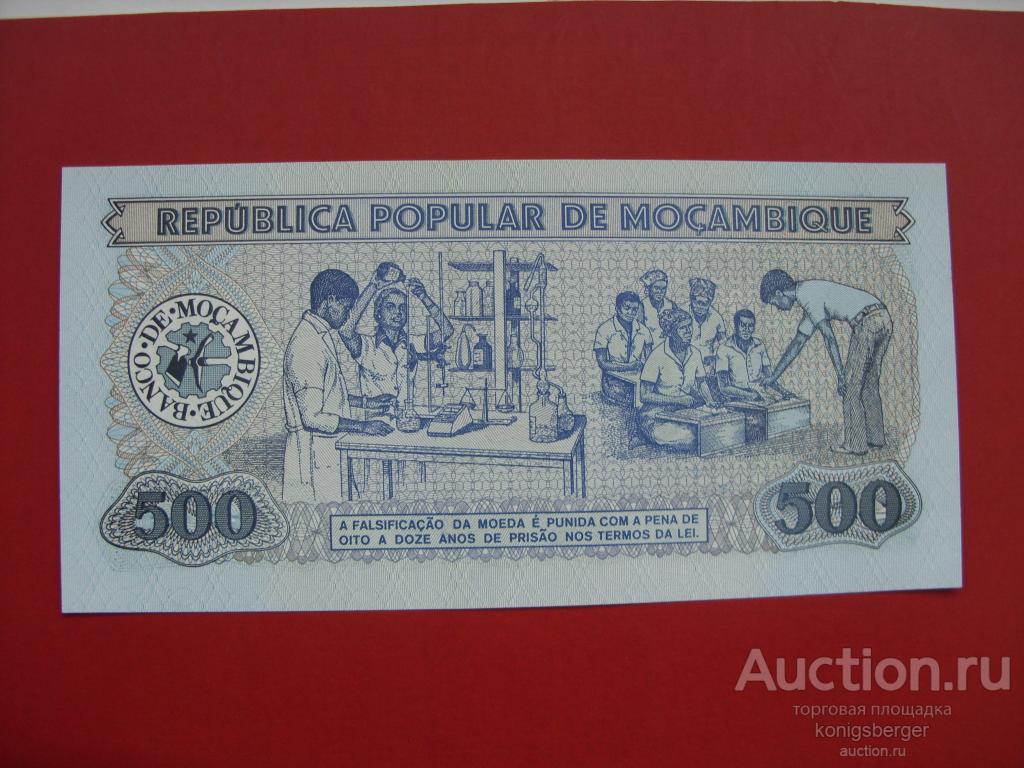 REPÚBLICA POPULAR DE MOÇAMBIQUE
BANCO·DE·MOÇAMBIQUE·
500
500
A FALSIFICAÇÃO DA MOEDA É PUNIDA COM A PENA DE
OITO A DOZE ANOS DE PRISÃO NOS TERMOS DA LEI.
Auction.ru
торговая площадка
konigsberger
auction.ru